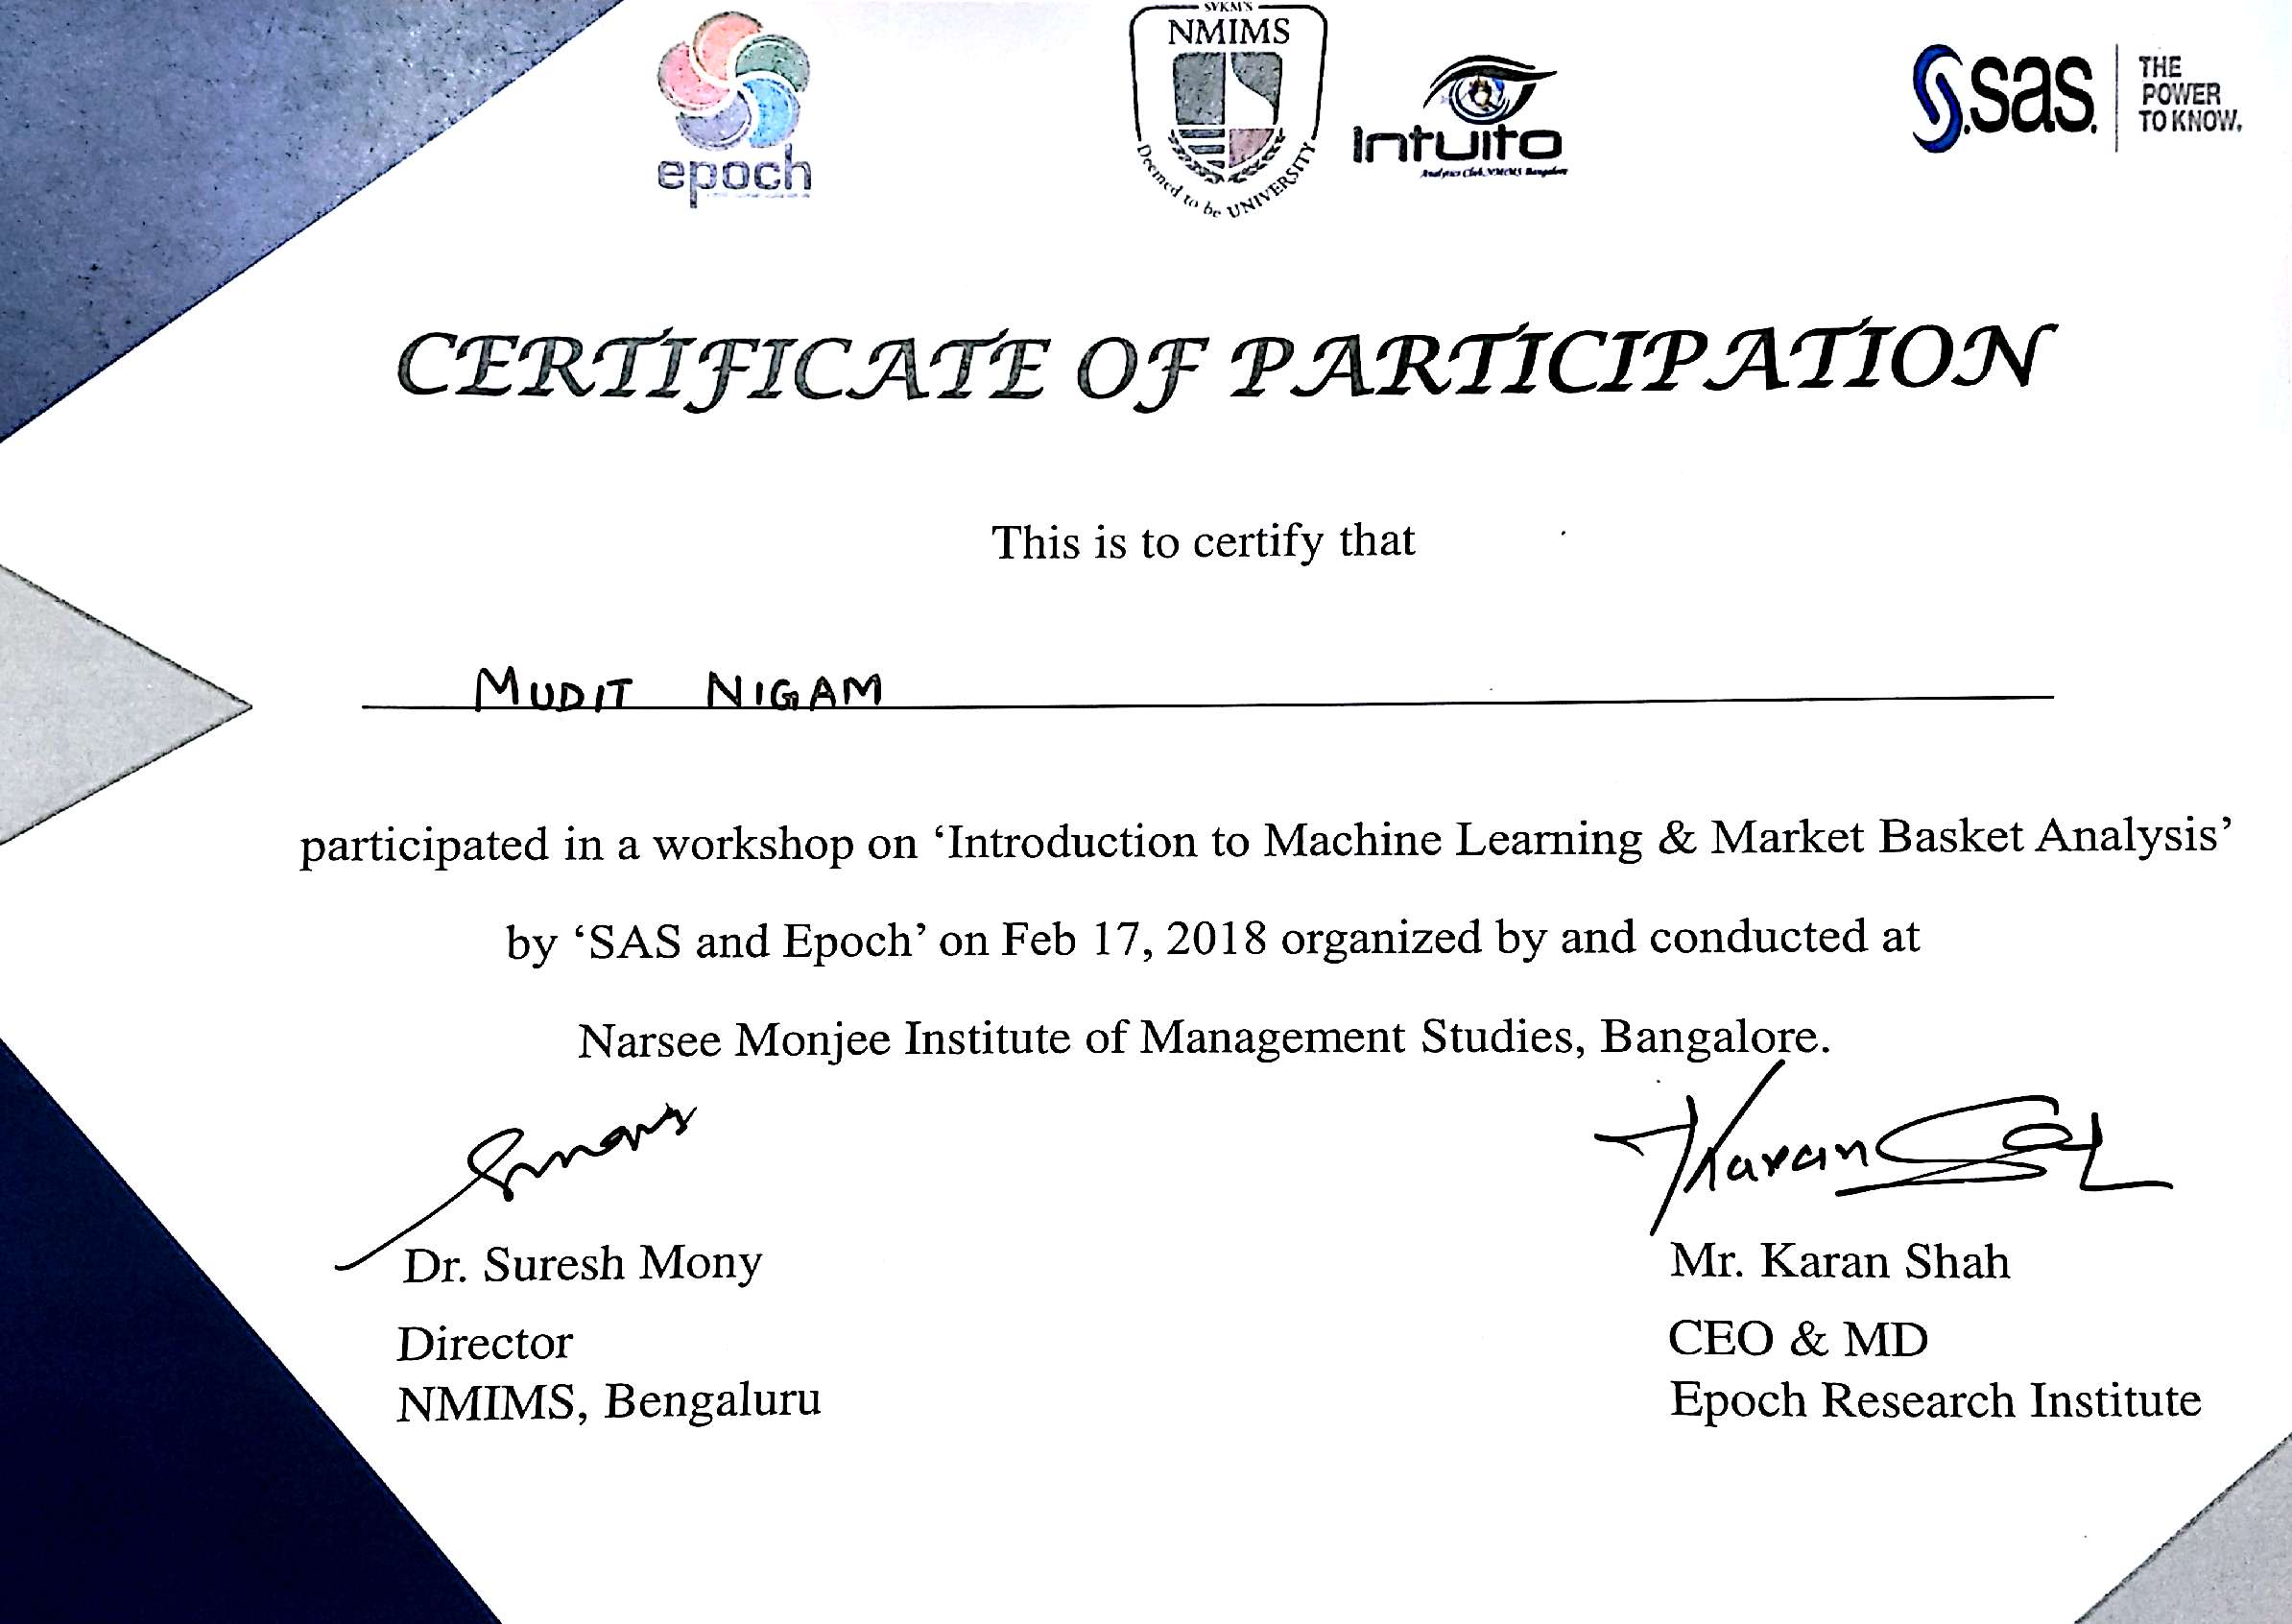 SVKM'S
NMIMS
Deemed to be UNIVERSITY
epoch
Intuito
Analytics Club, NMIMS Bangalore
sas
THE
POWER
TO KNOW.
CERTIFICATE OF PARTICIPATION
This is to certify that
MUDIT NIGAM
participated in a workshop on ‘Introduction to Machine Learning & Market Basket Analysis’
by ‘SAS and Epoch’ on Feb 17, 2018 organized by and conducted at
Narsee Monjee Institute of Management Studies, Bangalore.
Karan
Dr. Suresh Mony
Mr. Karan Shah
Director
CEO & MD
NMIMS, Bengaluru
Epoch Research Institute